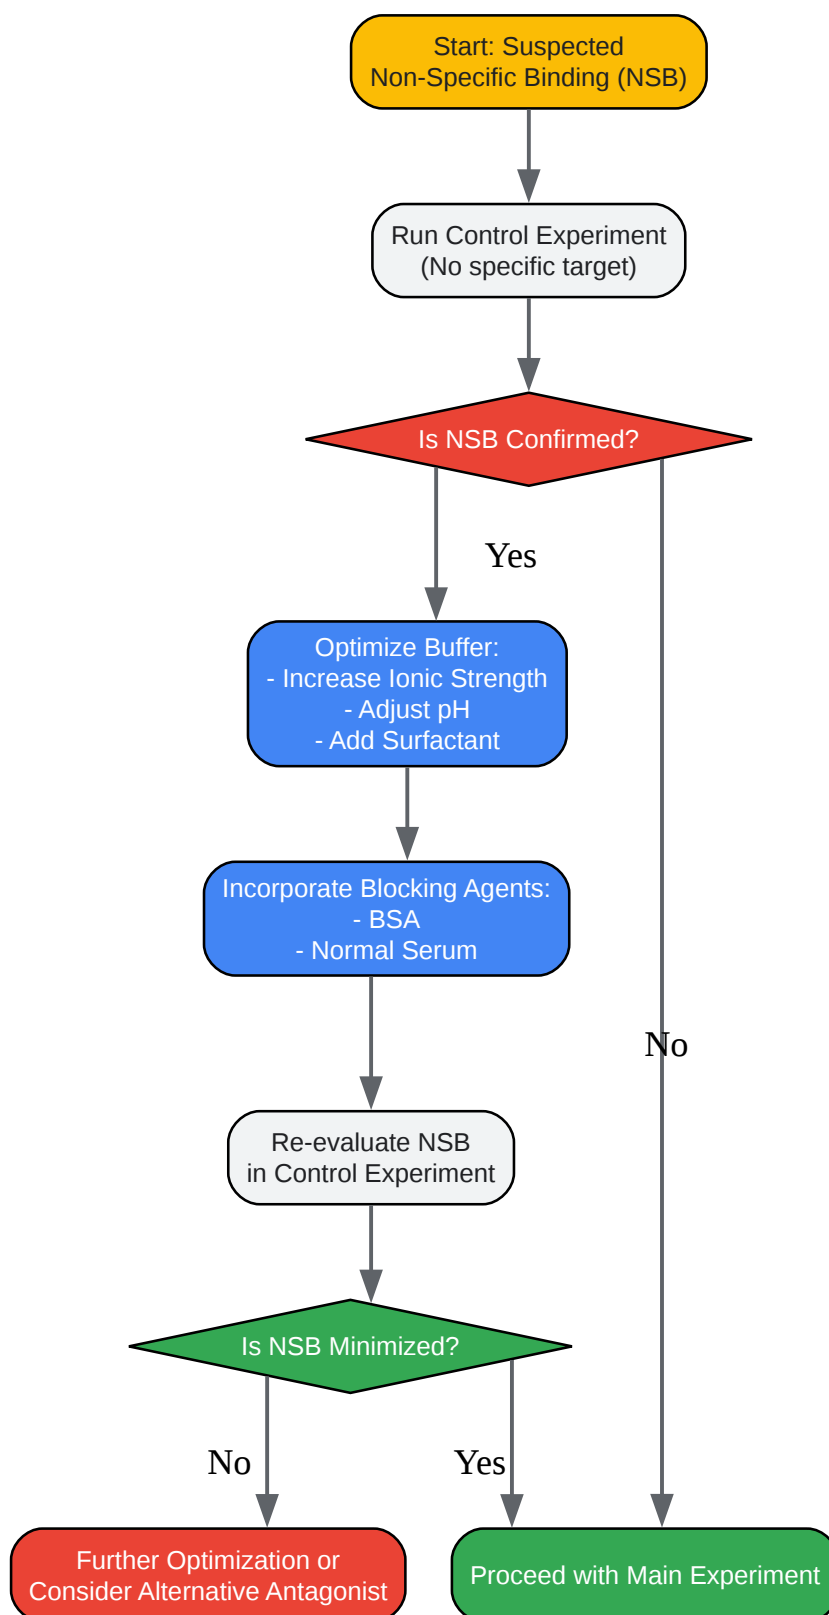 Start: Suspected
Non-Specific Binding (NSB)
Run Control Experiment
(No specific target)
Is NSB Confirmed?
Yes
Optimize Buffer:
- Increase Ionic Strength
- Adjust pH
- Add Surfactant
Incorporate Blocking Agents:
- BSA
- Normal Serum
No
Re-evaluate NSB
in Control Experiment
Is NSB Minimized?
No
Yes
Further Optimization or
Consider Alternative Antagonist
Proceed with Main Experiment